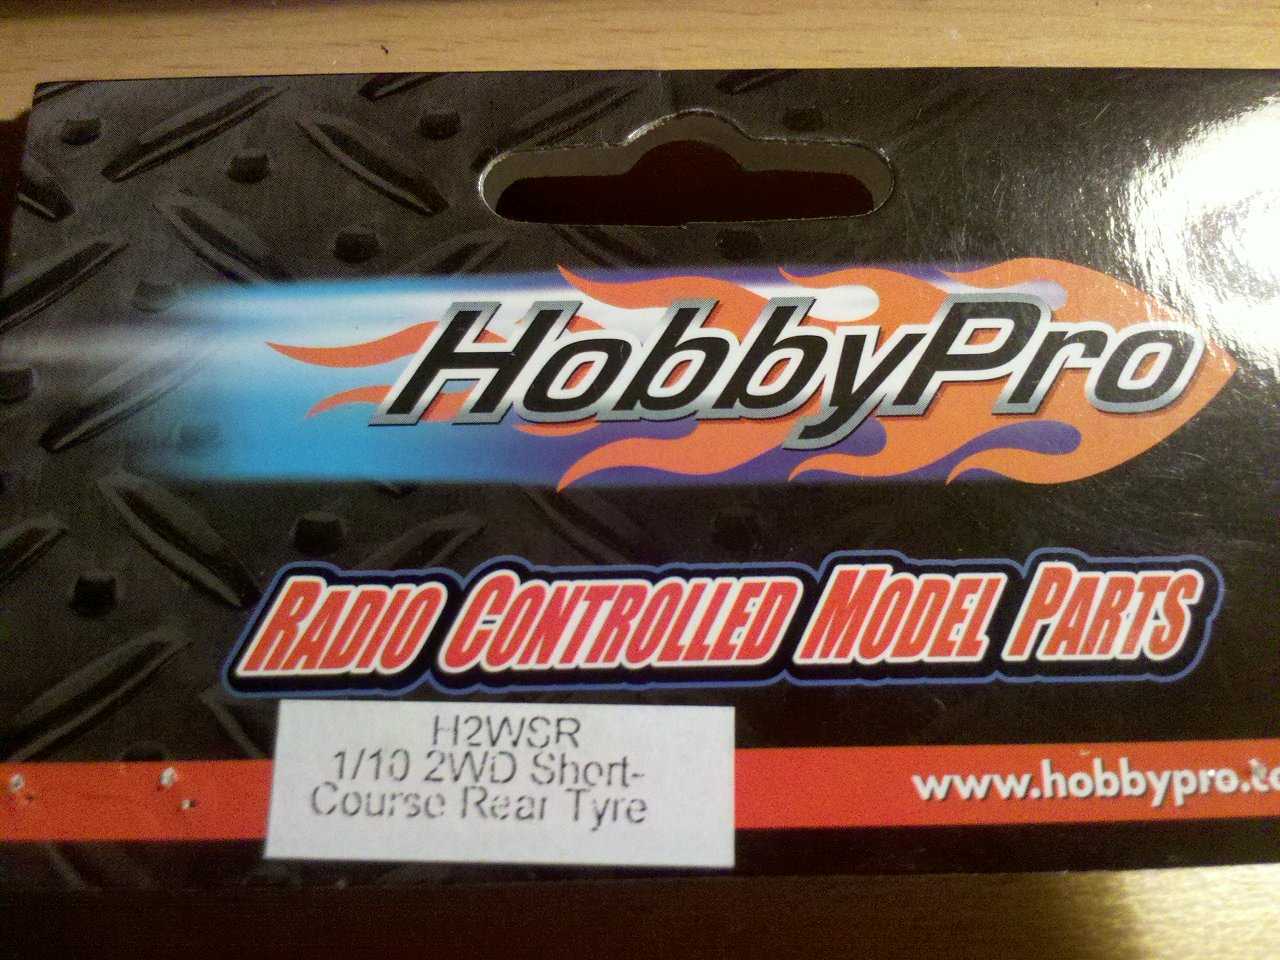 HobbyPro
RADIO CONTROLLED MODEL PARTS
H2WSR
1/10 2WD Short-
Course Rear Tyre
www.hobbypro.